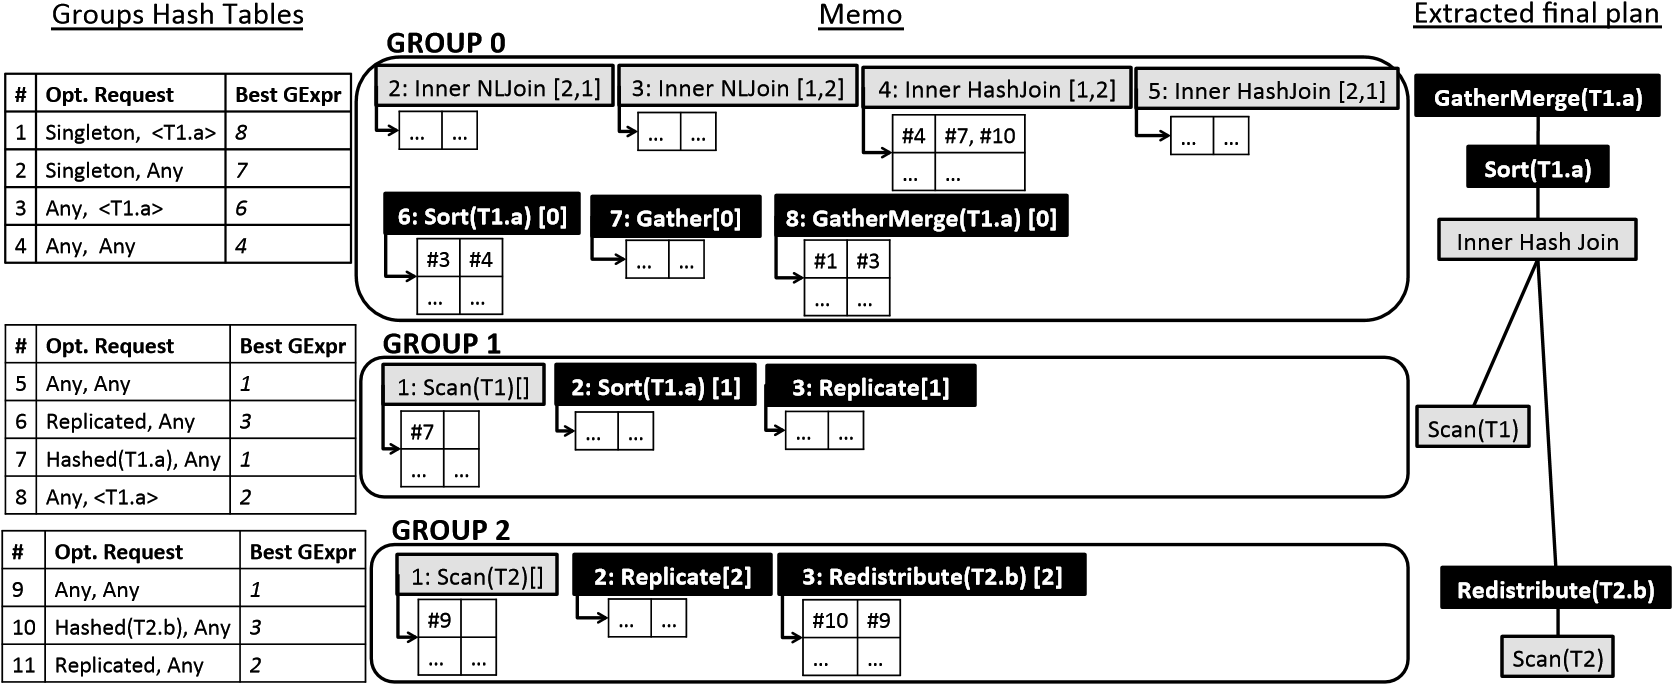 Groups Hash Tables
Memo
Extracted final plan
# Opt. Request Best GExpr
1 Singleton, <T1.a> 8
2 Singleton, Any 7
3 Any, <T1.a> 6
4 Any, Any 4
GROUP 0
2: Inner NLJoin [2,1]
... ...
3: Inner NLJoin [1,2]
... ...
4: Inner HashJoin [1,2]
#4 #7, #10
... ...
5: Inner HashJoin [2,1]
... ...
6: Sort(T1.a) [0]
#3 #4
... ...
7: Gather[0]
... ...
8: GatherMerge(T1.a) [0]
#1 #3
... ...
# Opt. Request Best GExpr
5 Any, Any 1
6 Replicated, Any 3
7 Hashed(T1.a), Any 1
8 Any, <T1.a> 2
GROUP 1
1: Scan(T1)[]
#7
... ...
2: Sort(T1.a) [1]
... ...
3: Replicate[1]
... ...
# Opt. Request Best GExpr
9 Any, Any 1
10 Hashed(T2.b), Any 3
11 Replicated, Any 2
GROUP 2
1: Scan(T2)[]
#9
... ...
2: Replicate[2]
... ...
3: Redistribute(T2.b) [2]
#10 #9
... ...
GatherMerge(T1.a)
Sort(T1.a)
Inner Hash Join
Scan(T1)
Redistribute(T2.b)
Scan(T2)